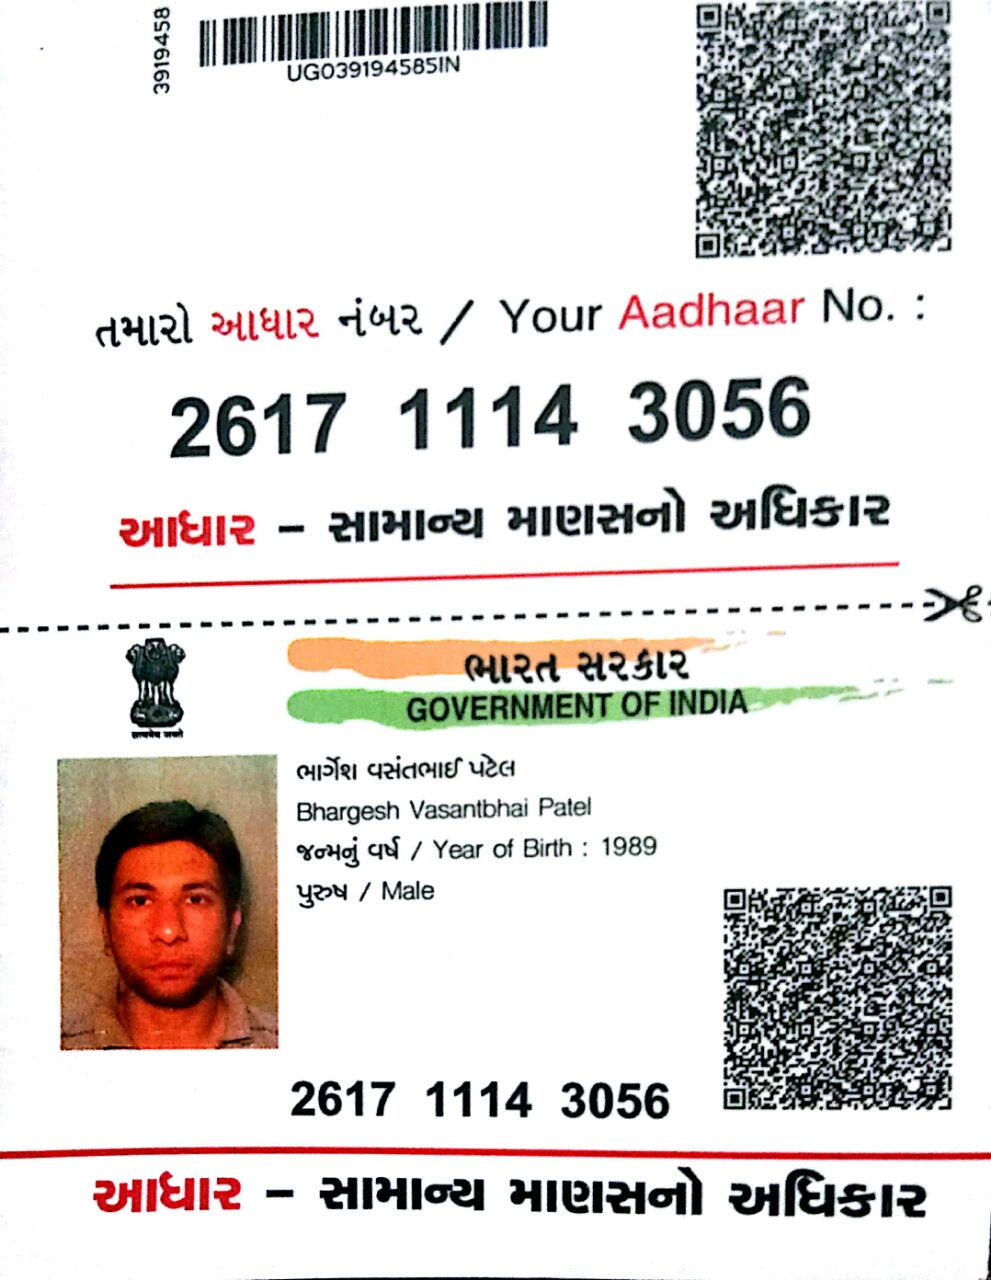 3919458
UG039194585IN
તમારો આધાર નંબર / Your Aadhaar No. :
2617 1114 3056
આધાર – સામાન્ય માણસનો અધિકાર
ભારત સરકાર
GOVERNMENT OF INDIA
सत्यमेव जयते
ભાર્ગેશ વસંતભાઈ પટેલ
Bhargesh Vasantbhai Patel
જન્મનું વર્ષ / Year of Birth : 1989
પુરુષ / Male
2617 1114 3056
આધાર – સામાન્ય માણસનો અધિકાર